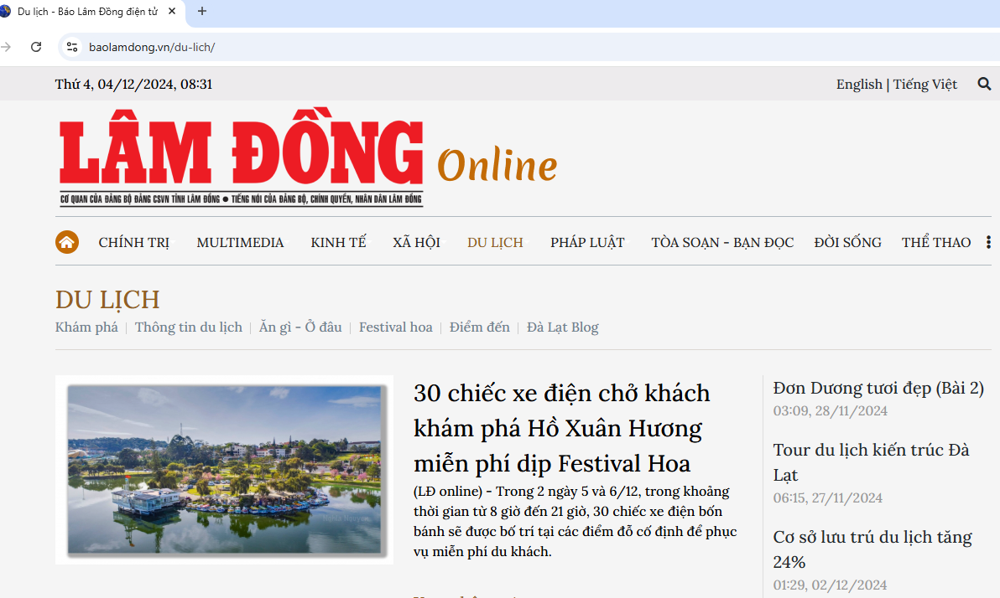 Du lịch - Báo Lâm Đồng điện tử
baolamdong.vn/du-lich/
Thứ 4, 04/12/2024, 08:31
English | Tiếng Việt
LÂM ĐỒNG Online
CƠ QUAN CỦA ĐẢNG BỘ ĐẢNG CSVN TỈNH LÂM ĐỒNG ● TIẾNG NÓI CỦA ĐẢNG BỘ, CHÍNH QUYỀN, NHÂN DÂN LÂM ĐỒNG
CHÍNH TRỊ MULTIMEDIA KINH TẾ XÃ HỘI DU LỊCH PHÁP LUẬT TÒA SOẠN - BẠN ĐỌC ĐỜI SỐNG THỂ THAO
DU LỊCH
Khám phá | Thông tin du lịch | Ăn gì - Ở đâu | Festival hoa | Điểm đến | Đà Lạt Blog
30 chiếc xe điện chở khách
khám phá Hồ Xuân Hương
miễn phí dịp Festival Hoa
(LĐ online) - Trong 2 ngày 5 và 6/12, trong khoảng
thời gian từ 8 giờ đến 21 giờ, 30 chiếc xe điện bốn
bánh sẽ được bố trí tại các điểm đỗ cố định để phục
vụ miễn phí du khách.
Đơn Dương tươi đẹp (Bài 2)
03:09, 28/11/2024
Tour du lịch kiến trúc Đà
Lạt
06:15, 27/11/2024
Cơ sở lưu trú du lịch tăng
24%
01:29, 02/12/2024